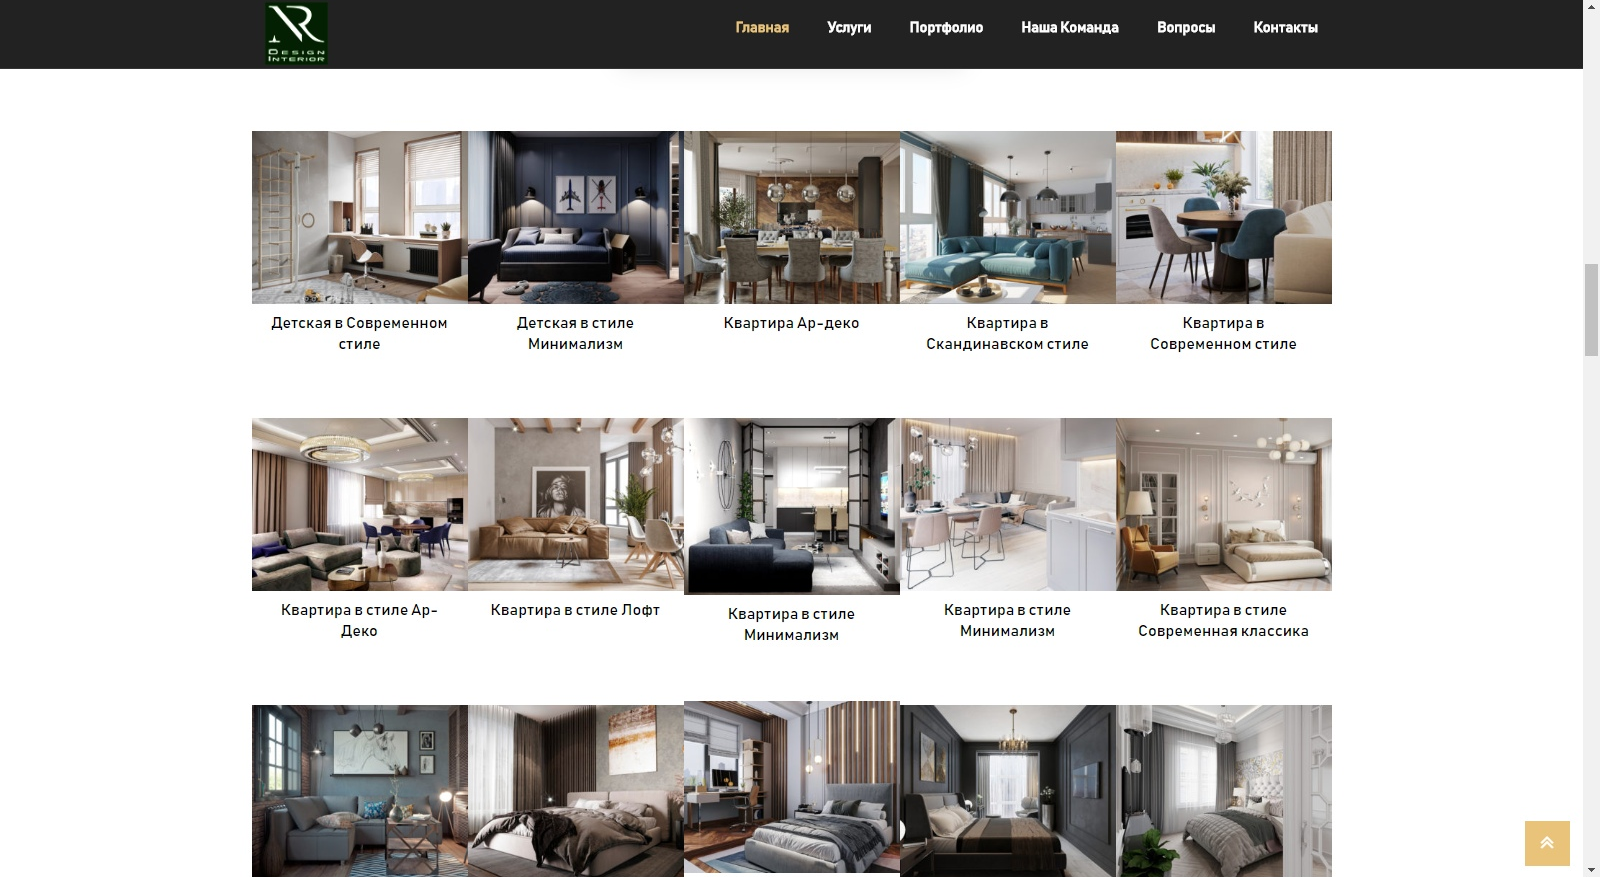 DESIGN
INTERIOR
Главная
Услуги
Портфолио
Наша Команда
Вопросы
Контакты
Детская в Современном
стиле
Детская в стиле
Минимализм
Квартира Ар-деко
Квартира в
Скандинавском стиле
Квартира в
Современном стиле
Квартира в стиле Ар-
Деко
Квартира в стиле Лофт
Квартира в стиле
Минимализм
Квартира в стиле
Минимализм
Квартира в стиле
Современная классика